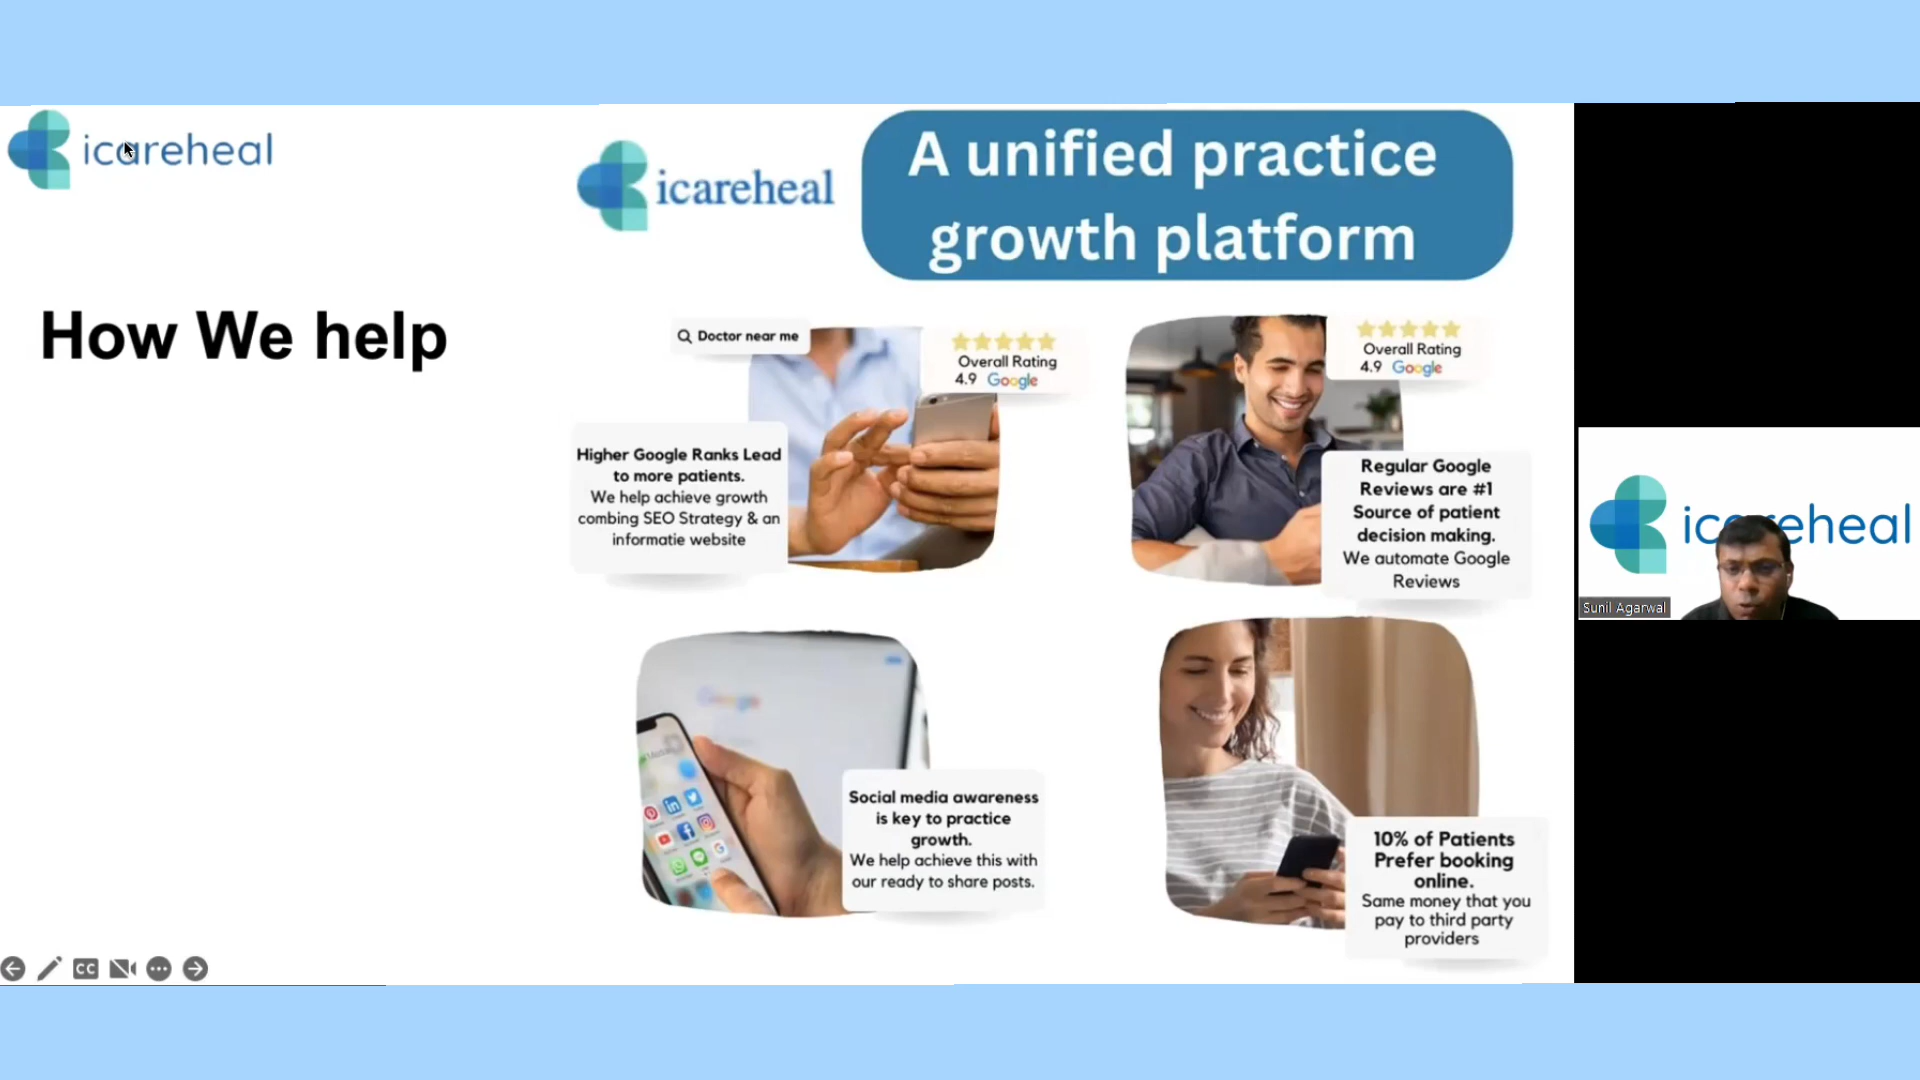 icareheal
How We help
icareheal
A unified practice
growth platform
Doctor near me
Overall Rating
4.9 Google
Higher Google Ranks Lead
to more patients.
We help achieve growth
combing SEO Strategy & an
informatie website
Overall Rating
4.9 Google
Regular Google
Reviews are #1
Source of patient
decision making.
We automate Google
Reviews
Google
Social media awareness
is key to practice
growth.
We help achieve this with
our ready to share posts.
10% of Patients
Prefer booking
online.
Same money that you
pay to third party
providers
CC
icareheal
Sunil Agarwal